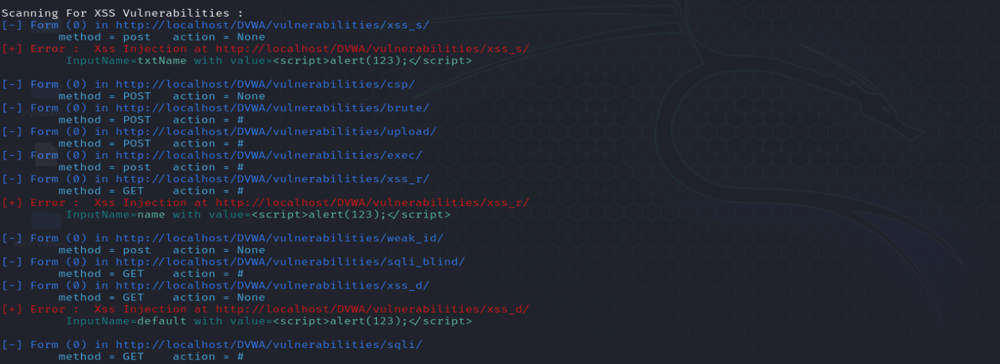 Scanning For XSS Vulnerabilities :
[-] Form (0) in http://localhost/DVWA/vulnerabilities/xss_s/
method = post action = None
[+] Error : Xss Injection at http://localhost/DVWA/vulnerabilities/xss_s/
InputName=txtName with value=<script>alert(123);</script>
[-] Form (0) in http://localhost/DVWA/vulnerabilities/csp/
method = POST action = None
[-] Form (0) in http://localhost/DVWA/vulnerabilities/brute/
method = POST action = #
[-] Form (0) in http://localhost/DVWA/vulnerabilities/upload/
method = POST action = #
[-] Form (0) in http://localhost/DVWA/vulnerabilities/exec/
method = post action = #
[-] Form (0) in http://localhost/DVWA/vulnerabilities/xss_r/
method = GET action = #
[+] Error : Xss Injection at http://localhost/DVWA/vulnerabilities/xss_r/
InputName=name with value=<script>alert(123);</script>
[-] Form (0) in http://localhost/DVWA/vulnerabilities/weak_id/
method = post action = None
[-] Form (0) in http://localhost/DVWA/vulnerabilities/sqli_blind/
method = GET action = #
[-] Form (0) in http://localhost/DVWA/vulnerabilities/xss_d/
method = GET action = None
[+] Error : Xss Injection at http://localhost/DVWA/vulnerabilities/xss_d/
InputName=default with value=<script>alert(123);</script>
[-] Form (0) in http://localhost/DVWA/vulnerabilities/sqli/
method = GET action = #